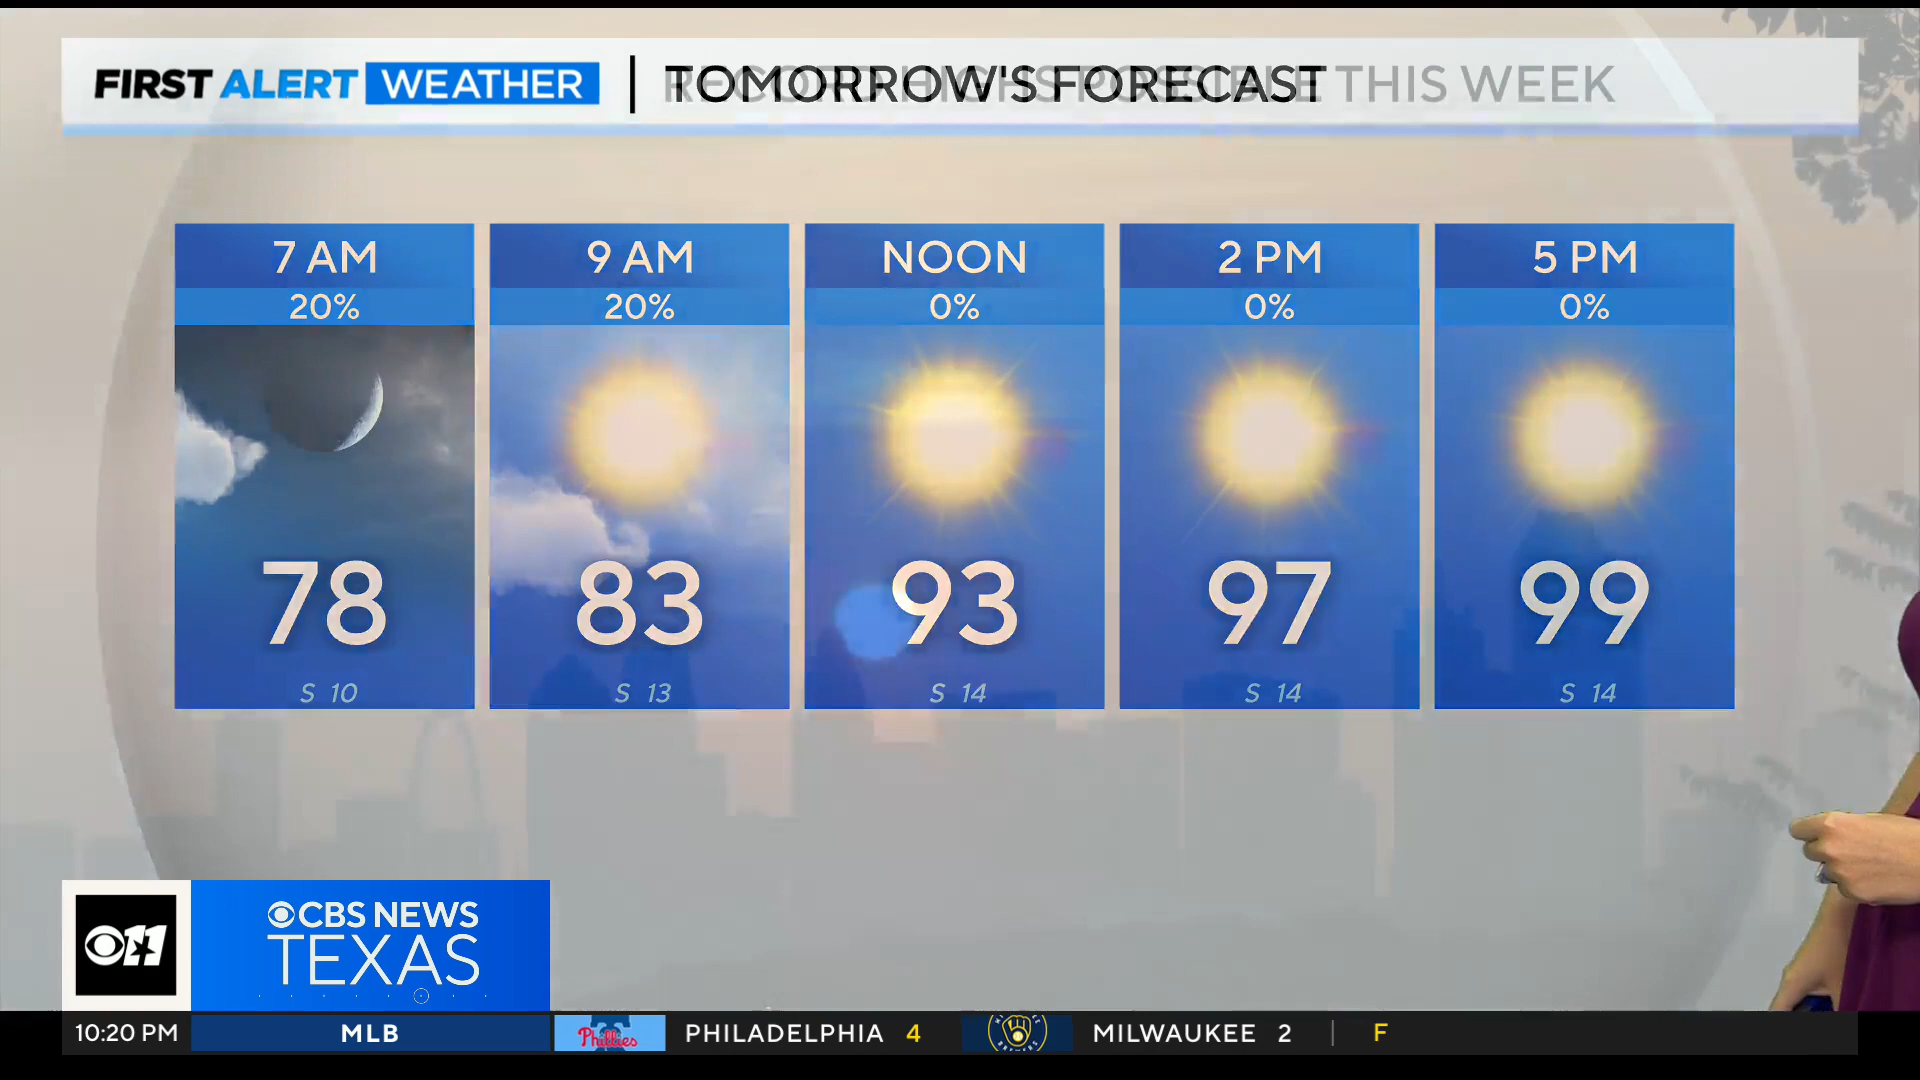 FIRST ALERT WEATHER
TOMORROW'S FORECAST
THIS WEEK
7 AM
20%
78
S 10
9 AM
20%
83
S 13
NOON
0%
93
S 14
2 PM
0%
97
S 14
5 PM
0%
99
S 14
11
CBS NEWS
TEXAS
10:20 PM
MLB
Phillies
PHILADELPHIA 4
MILWAUKEE 2
F